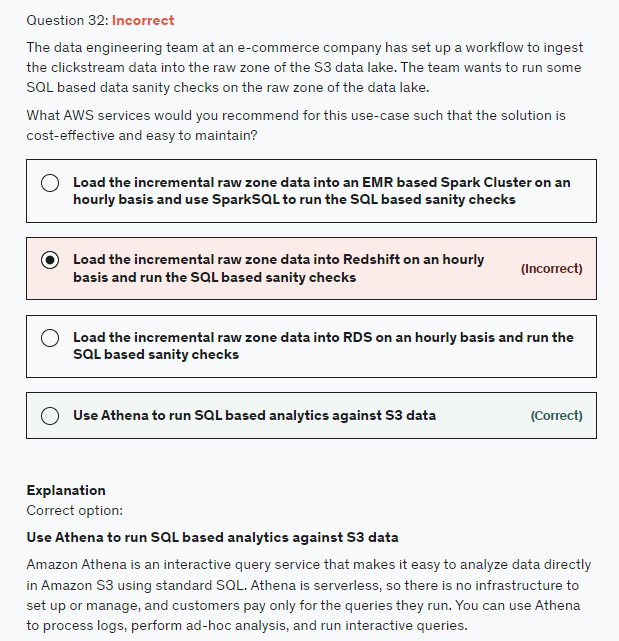 Question 32: Incorrect
The data engineering team at an e-commerce company has set up a workflow to ingest
the clickstream data into the raw zone of the S3 data lake. The team wants to run some
SQL based data sanity checks on the raw zone of the data lake.
What AWS services would you recommend for this use-case such that the solution is
cost-effective and easy to maintain?
Load the incremental raw zone data into an EMR based Spark Cluster on an
hourly basis and use SparkSQL to run the SQL based sanity checks
Load the incremental raw zone data into Redshift on an hourly
basis and run the SQL based sanity checks
(Incorrect)
Load the incremental raw zone data into RDS on an hourly basis and run the
SQL based sanity checks
Use Athena to run SQL based analytics against S3 data (Correct)
Explanation
Correct option:
Use Athena to run SQL based analytics against S3 data
Amazon Athena is an interactive query service that makes it easy to analyze data directly
in Amazon S3 using standard SQL. Athena is serverless, so there is no infrastructure to
set up or manage, and customers pay only for the queries they run. You can use Athena
to process logs, perform ad-hoc analysis, and run interactive queries.